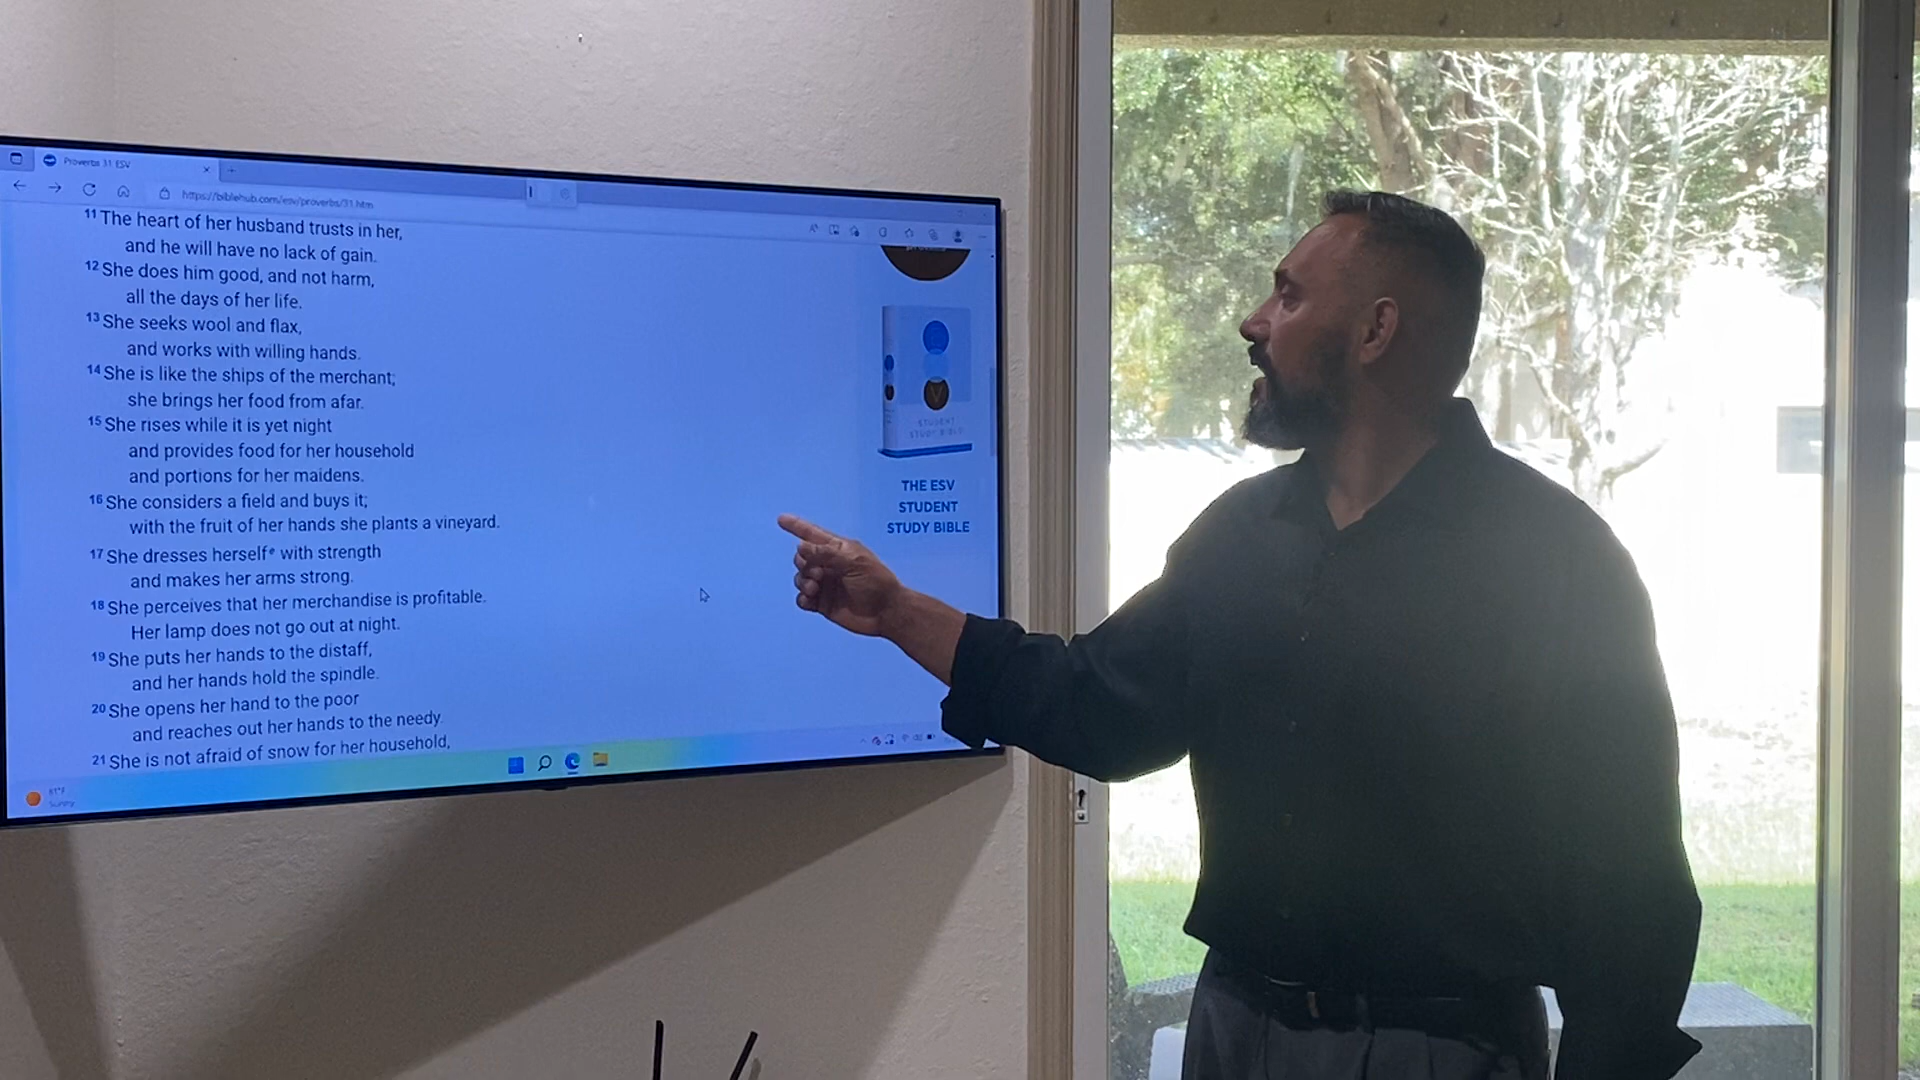 Proverbs 31 ESV
https://biblehub.com/esv/proverbs/31.htm
11 The heart of her husband trusts in her,
and he will have no lack of gain.
12 She does him good, and not harm,
all the days of her life.
13 She seeks wool and flax,
and works with willing hands.
14 She is like the ships of the merchant;
she brings her food from afar.
15 She rises while it is yet night
and provides food for her household
and portions for her maidens.
16 She considers a field and buys it;
with the fruit of her hands she plants a vineyard.
17 She dresses herself e with strength
and makes her arms strong.
18 She perceives that her merchandise is profitable.
Her lamp does not go out at night.
19 She puts her hands to the distaff,
and her hands hold the spindle.
20 She opens her hand to the poor
and reaches out her hands to the needy.
21 She is not afraid of snow for her household,
STUDENT
STUDY BIBLE
THE ESV
STUDENT
STUDY BIBLE
Sunny